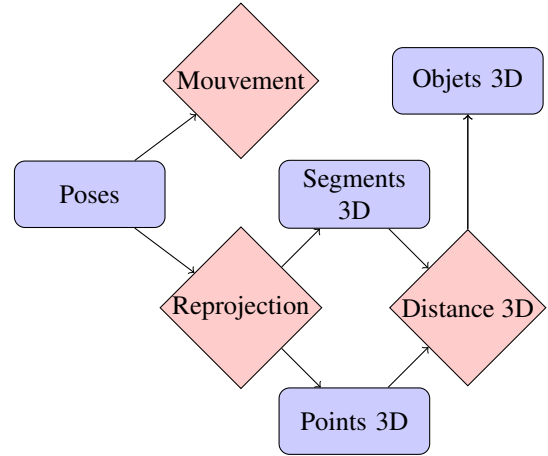 Mouvement
Objets 3D
Poses
Segments
3D
Reprojection
Distance 3D
Points 3D